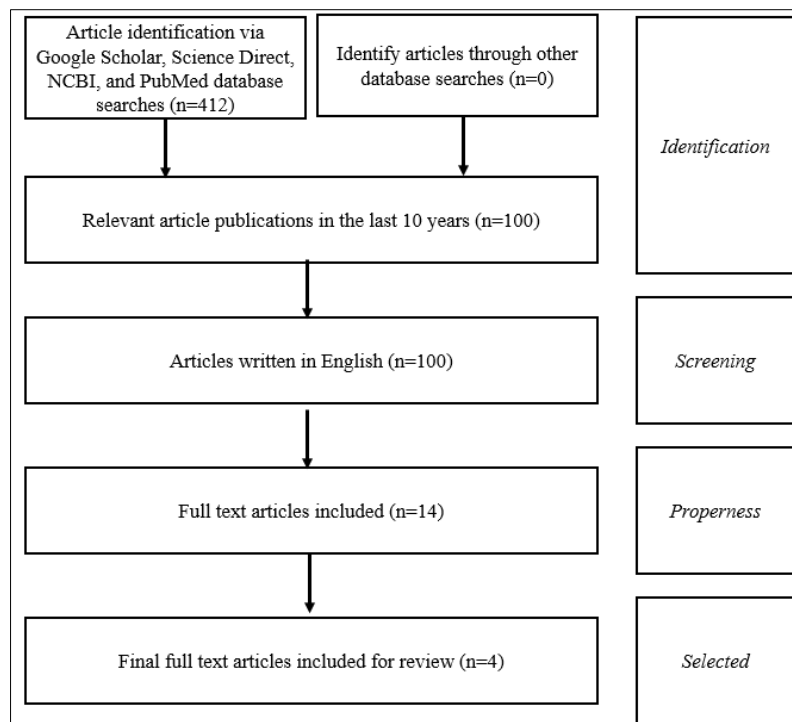 Article identification via
Google Scholar, Science Direct,
NCBI, and PubMed database
searches (n=412)
Identify articles through other
database searches (n=0)
Identification
Relevant article publications in the last 10 years (n=100)
Articles written in English (n=100)
Screening
Full text articles included (n=14)
Properness
Final full text articles included for review (n=4)
Selected